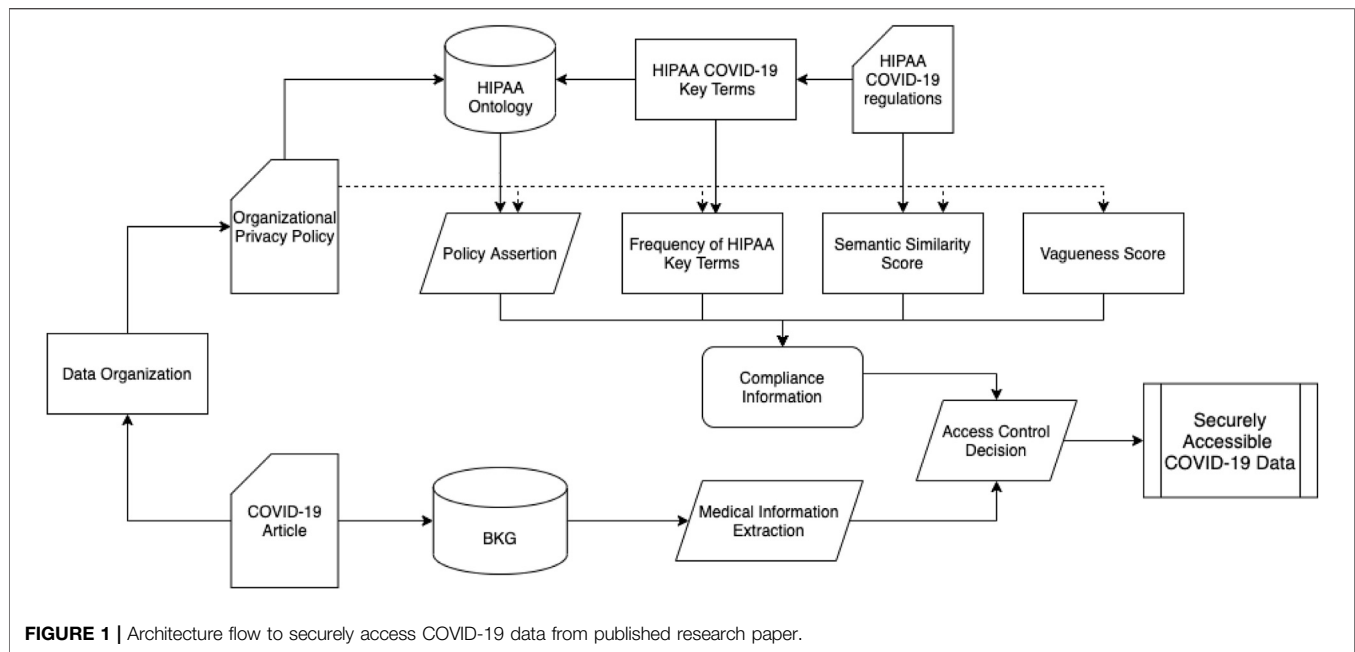 HIPAA
Ontology
HIPAA COVID-19
Key Terms
HIPAA
COVID-19
regulations
Organizational
Privacy Policy
Policy Assertion
Frequency of HIPAA
Key Terms
Semantic Similarity
Score
Vagueness Score
Data Organization
Compliance
Information
Access Control
Decision
Securely
Accessible
COVID-19 Data
COVID-19
Article
BKG
Medical Information
Extraction
FIGURE 1 | Architecture flow to securely access COVID-19 data from published research paper.